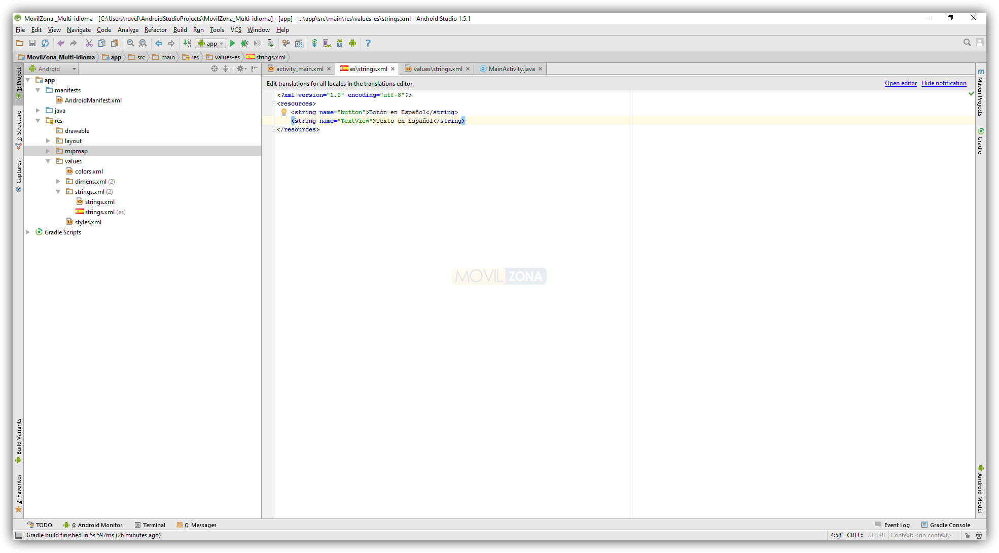 MovilZona _Multi-idioma - [C:\Users\ruvel\AndroidStudioProjects\MovilZona_Multi-idioma] - [app] - ...\app\src\main\res\values-es\strings.xml - Android Studio 1.5.1
File Edit View Navigate Code Analyze Refactor Build Run Tools VCS Window Help
app
MovilZona_Multi-idioma app src main res values-es strings.xml
Android
activity_main.xml es\strings.xml values\strings.xml MainActivity.java
Edit translations for all locales in the translations editor. Open editor Hide notification
1: Project
7: Structure
Captures
Build Variants
2: Favorites
app
manifests
AndroidManifest.xml
java
res
drawable
layout
mipmap
values
colors.xml
dimens.xml (2)
strings.xml (2)
strings.xml
strings.xml (es)
styles.xml
Gradle Scripts
<?xml version="1.0" encoding="utf-8"?>
<resources>
<string name="button">Botón en Español</string>
<string name="TextView">Texto en Español</string>
</resources>
MOVILZONA
m Maven Projects
Gradle
Android Model
TODO 6: Android Monitor Terminal 0: Messages Event Log Gradle Console
Gradle build finished in 5s 597ms (26 minutes ago) 4:58 CRLF UTF-8 Context: <no context>